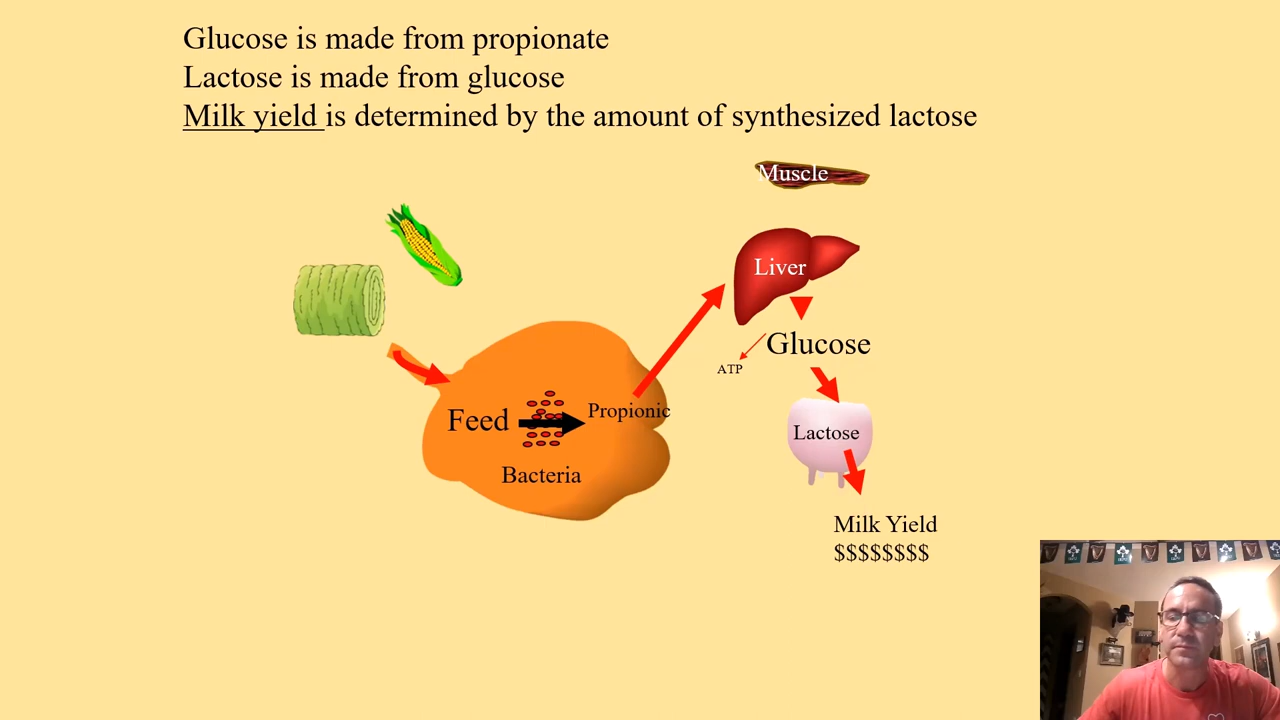 Glucose is made from propionate
Lactose is made from glucose
Milk yield is determined by the amount of synthesized lactose
Muscle
Liver
Glucose
ATP
Feed
Propionic
Bacteria
Lactose
Milk Yield
$$$$$$$$